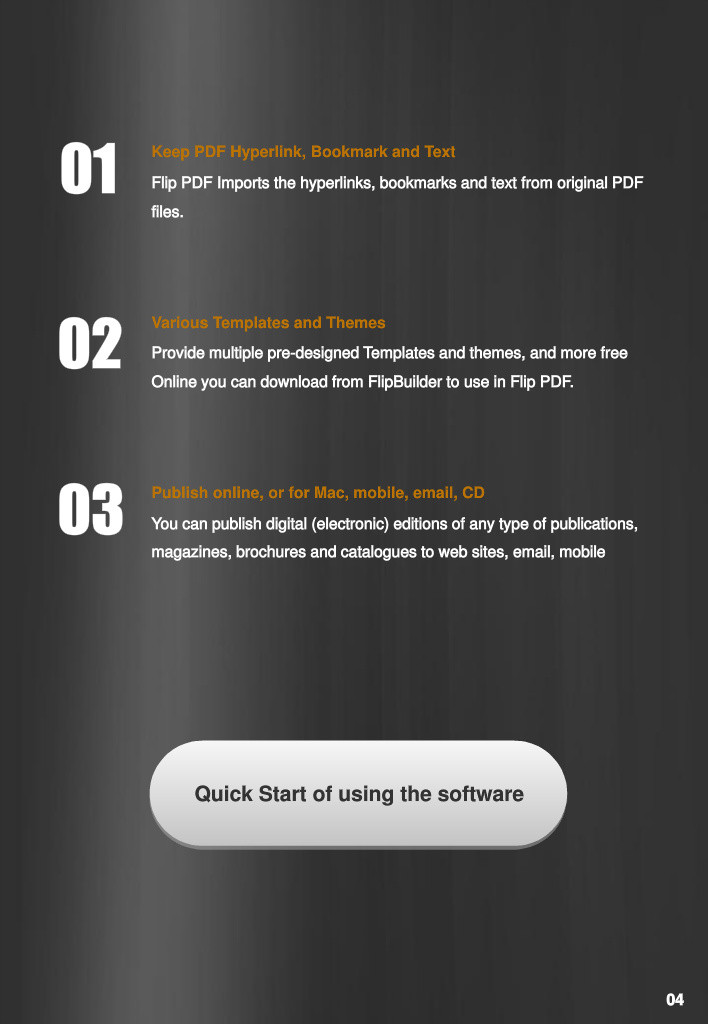 01
Keep PDF Hyperlink, Bookmark and Text
Flip PDF Imports the hyperlinks, bookmarks and text from original PDF
files.
02
Various Templates and Themes
Provide multiple pre-designed Templates and themes, and more free
Online you can download from FlipBuilder to use in Flip PDF.
03
Publish online, or for Mac, mobile, email, CD
You can publish digital (electronic) editions of any type of publications,
magazines, brochures and catalogues to web sites, email, mobile
Quick Start of using the software
04